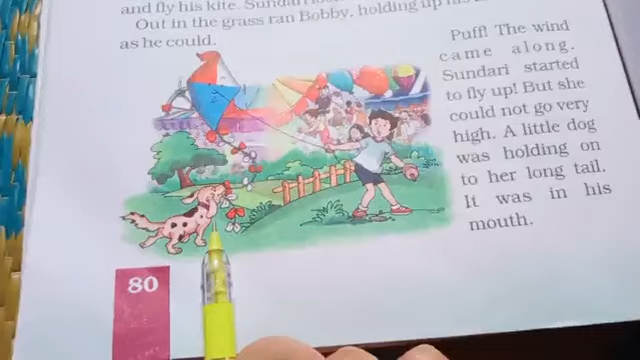 and fly his kite. Sundari
Out in the grass ran Bobby, holding up his
as he could.
Puff! The wind
came along.
Sundari started
to fly up! But she
could not go very
high. A little dog
was holding on
to her long tail.
It was in his
mouth.
80